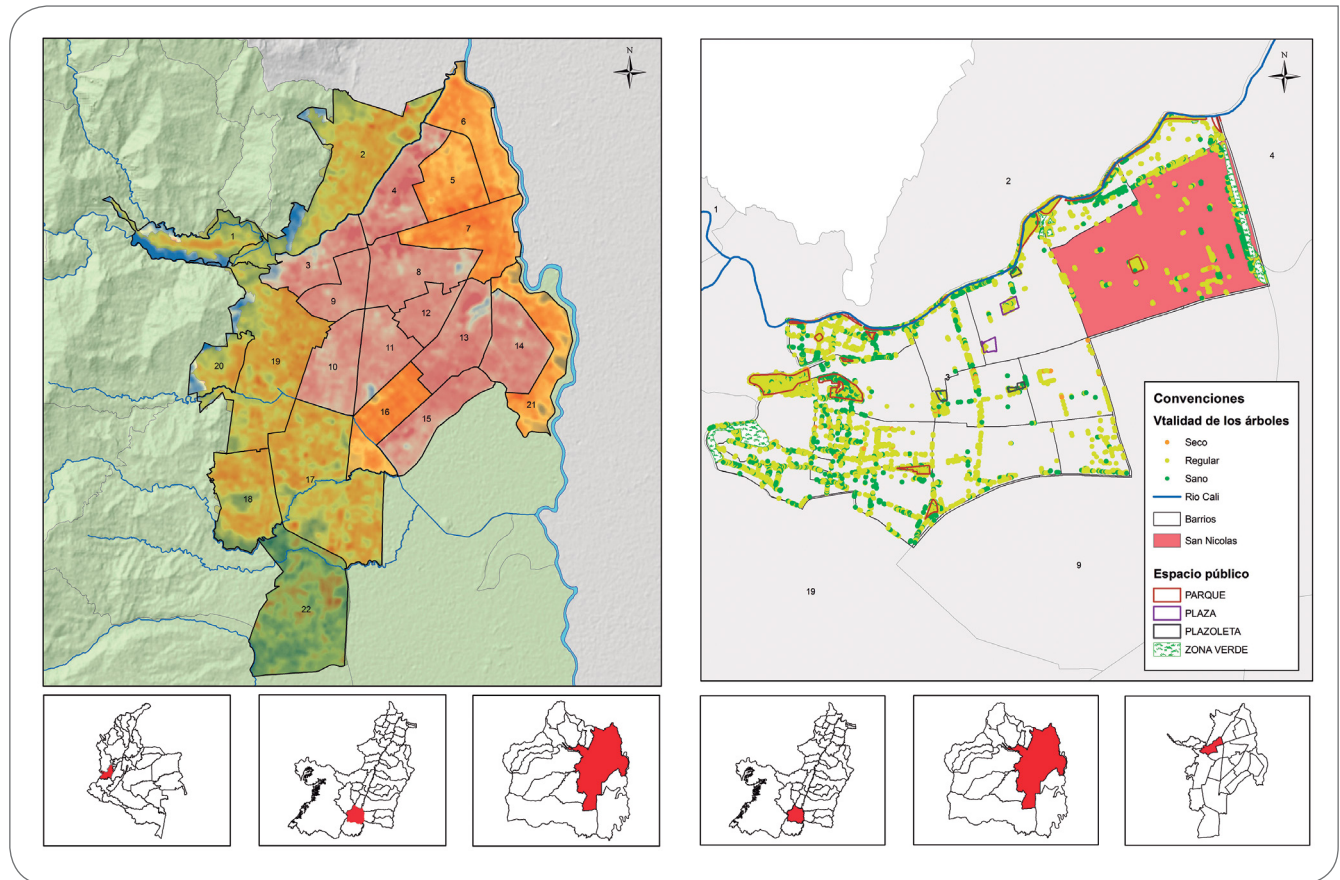 N
6
2
4
5
7
1
3
8
9
12
19
11
13
14
20
10
16
21
15
17
18
22
N
4
2
1
3
9
19
Convenciones
Vtalidad de los árboles
Seco
Regular
Sano
Rio Cali
Barrios
San Nicolas
Espacio público
PARQUE
PLAZA
PLAZOLETA
ZONA VERDE